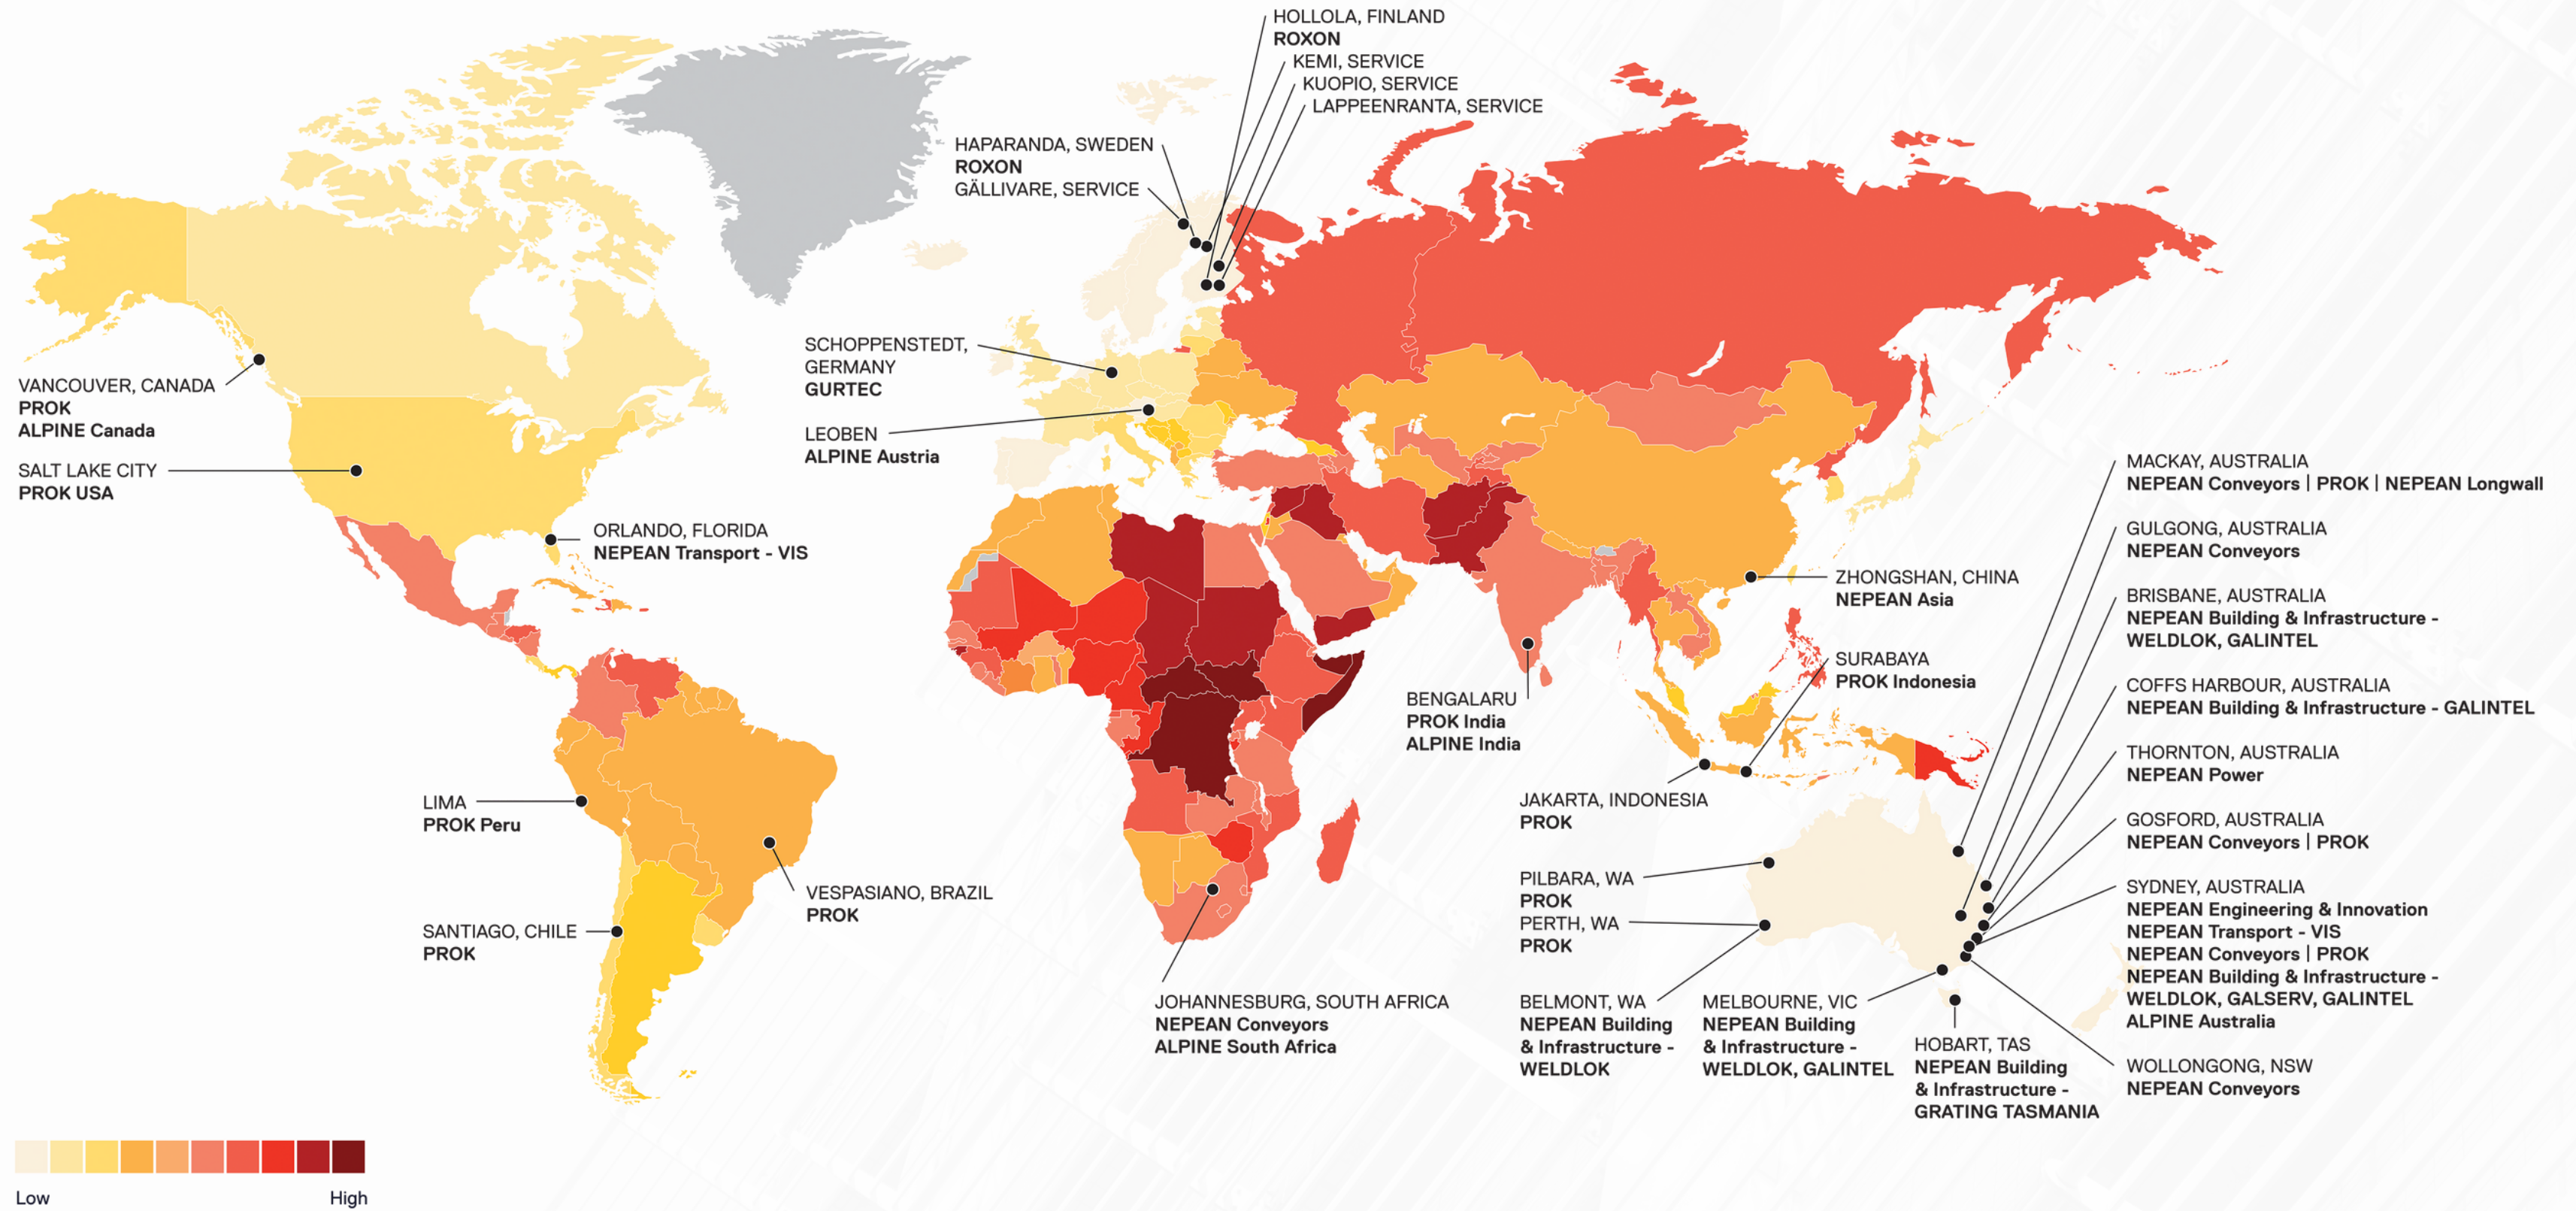 HOLLOLA, FINLAND
ROXON
KEMI, SERVICE
KUOPIO, SERVICE
LAPPEENRANTA, SERVICE
HAPARANDA, SWEDEN
ROXON
GÄLLIVARE, SERVICE
SCHOPPENSTEDT,
GERMANY
GURTEC
LEOBEN
ALPINE Austria
VANCOUVER, CANADA
PROK
ALPINE Canada
SALT LAKE CITY
PROK USA
ORLANDO, FLORIDA
NEPEAN Transport - VIS
LIMA
PROK Peru
SANTIAGO, CHILE
PROK
VESPASIANO, BRAZIL
PROK
JOHANNESBURG, SOUTH AFRICA
NEPEAN Conveyors
ALPINE South Africa
BENGALARU
PROK India
ALPINE India
ZHONGSHAN, CHINA
NEPEAN Asia
SURABAYA
PROK Indonesia
JAKARTA, INDONESIA
PROK
PILBARA, WA
PROK
PERTH, WA
PROK
BELMONT, WA
NEPEAN Building
& Infrastructure -
WELDLOK
MELBOURNE, VIC
NEPEAN Building
& Infrastructure -
WELDLOK, GALINTEL
HOBART, TAS
NEPEAN Building
& Infrastructure -
GRATING TASMANIA
MACKAY, AUSTRALIA
NEPEAN Conveyors | PROK | NEPEAN Longwall
GULGONG, AUSTRALIA
NEPEAN Conveyors
BRISBANE, AUSTRALIA
NEPEAN Building & Infrastructure -
WELDLOK, GALINTEL
COFFS HARBOUR, AUSTRALIA
NEPEAN Building & Infrastructure - GALINTEL
THORNTON, AUSTRALIA
NEPEAN Power
GOSFORD, AUSTRALIA
NEPEAN Conveyors | PROK
SYDNEY, AUSTRALIA
NEPEAN Engineering & Innovation
NEPEAN Transport - VIS
NEPEAN Conveyors | PROK
NEPEAN Building & Infrastructure -
WELDLOK, GALSERV, GALINTEL
ALPINE Australia
WOLLONGONG, NSW
NEPEAN Conveyors
Low
High